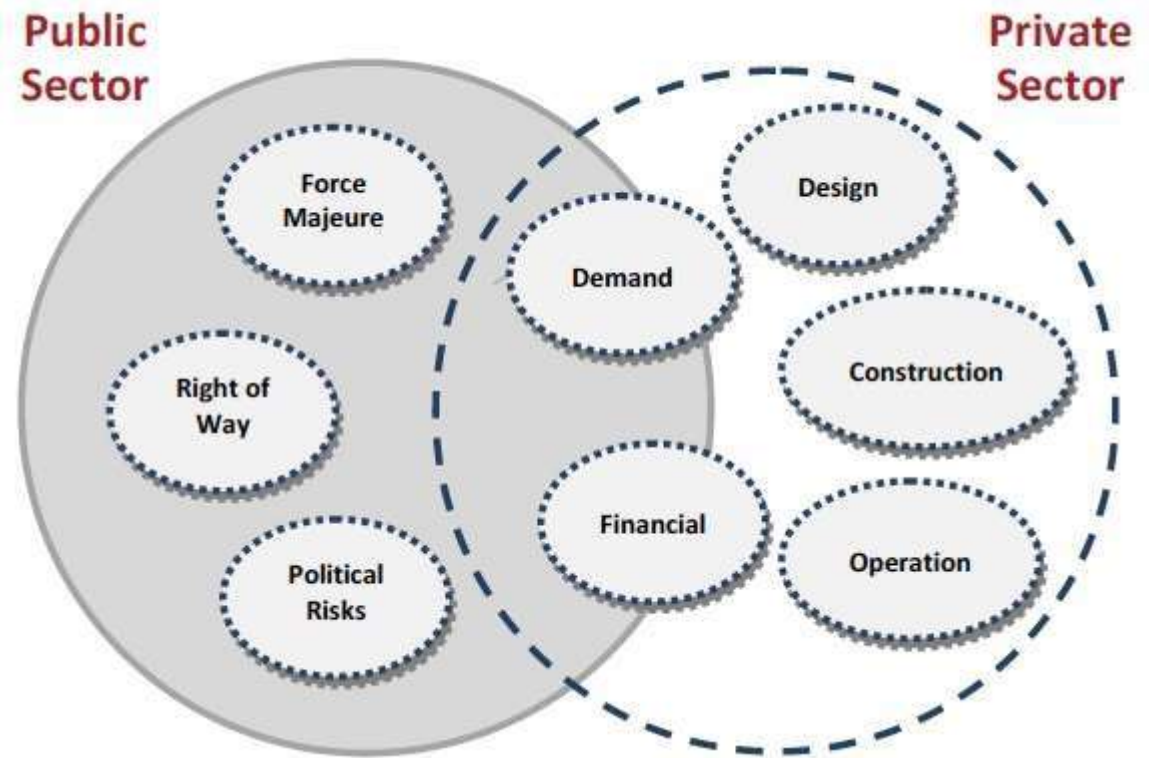 Public
Sector
Private
Sector
Force
Majeure
Design
Demand
Right of
Way
Construction
Financial
Political
Risks
Operation